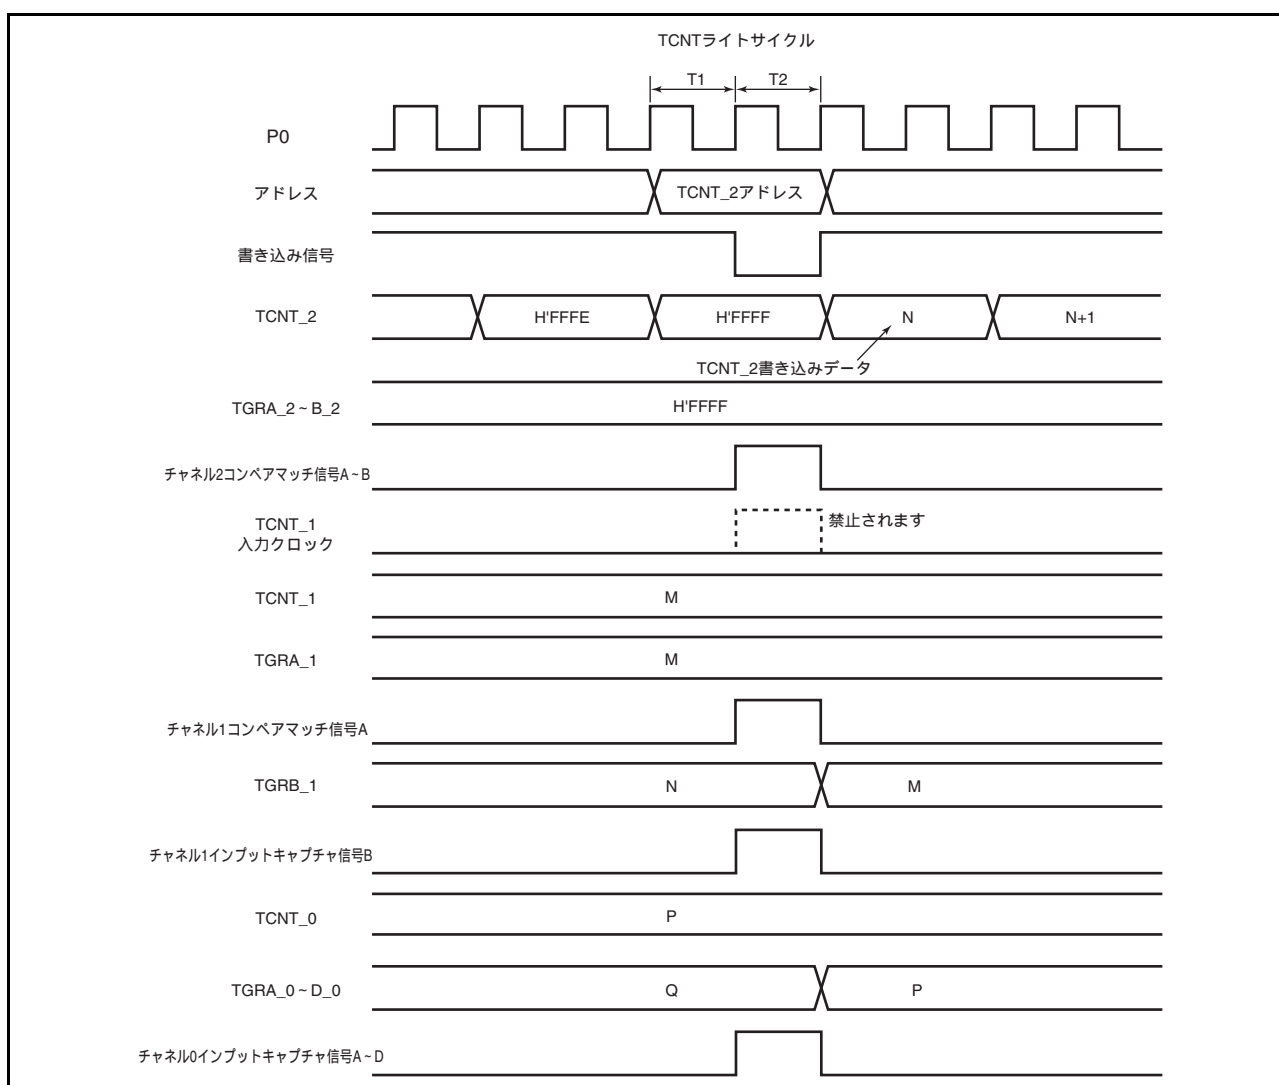 TCNTライトサイクル
T1 T2
P0
アドレス TCNT_2アドレス
書き込み信号
TCNT_2 H'FFFE H'FFFF N N+1
TCNT_2書き込みデータ
TGRA_2~B_2 H'FFFF
チャネル2コンペアマッチ信号A~B
TCNT_1
入力クロック
禁止されます
TCNT_1 M
TGRA_1 M
チャネル1コンペアマッチ信号A
TGRB_1 N M
チャネル1インプットキャプチャ信号B
TCNT_0 P
TGRA_0~D_0 Q P
チャネル0インプットキャプチャ信号A~D